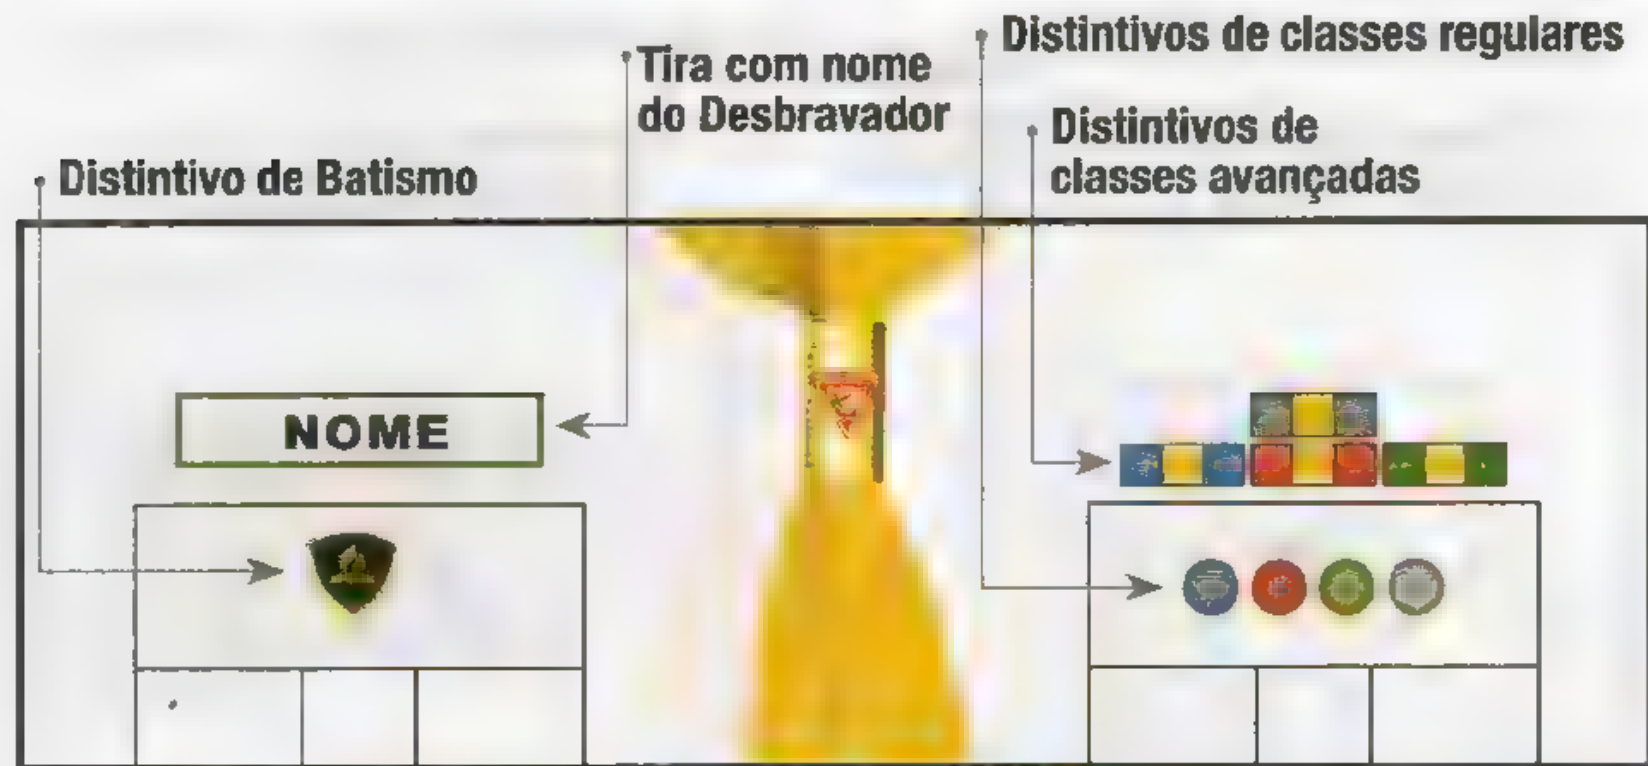 Distintivos de classes regulares
Tira com nome
do Desbravador
Distintivos de
classes avançadas
Distintivo de Batismo
NOME